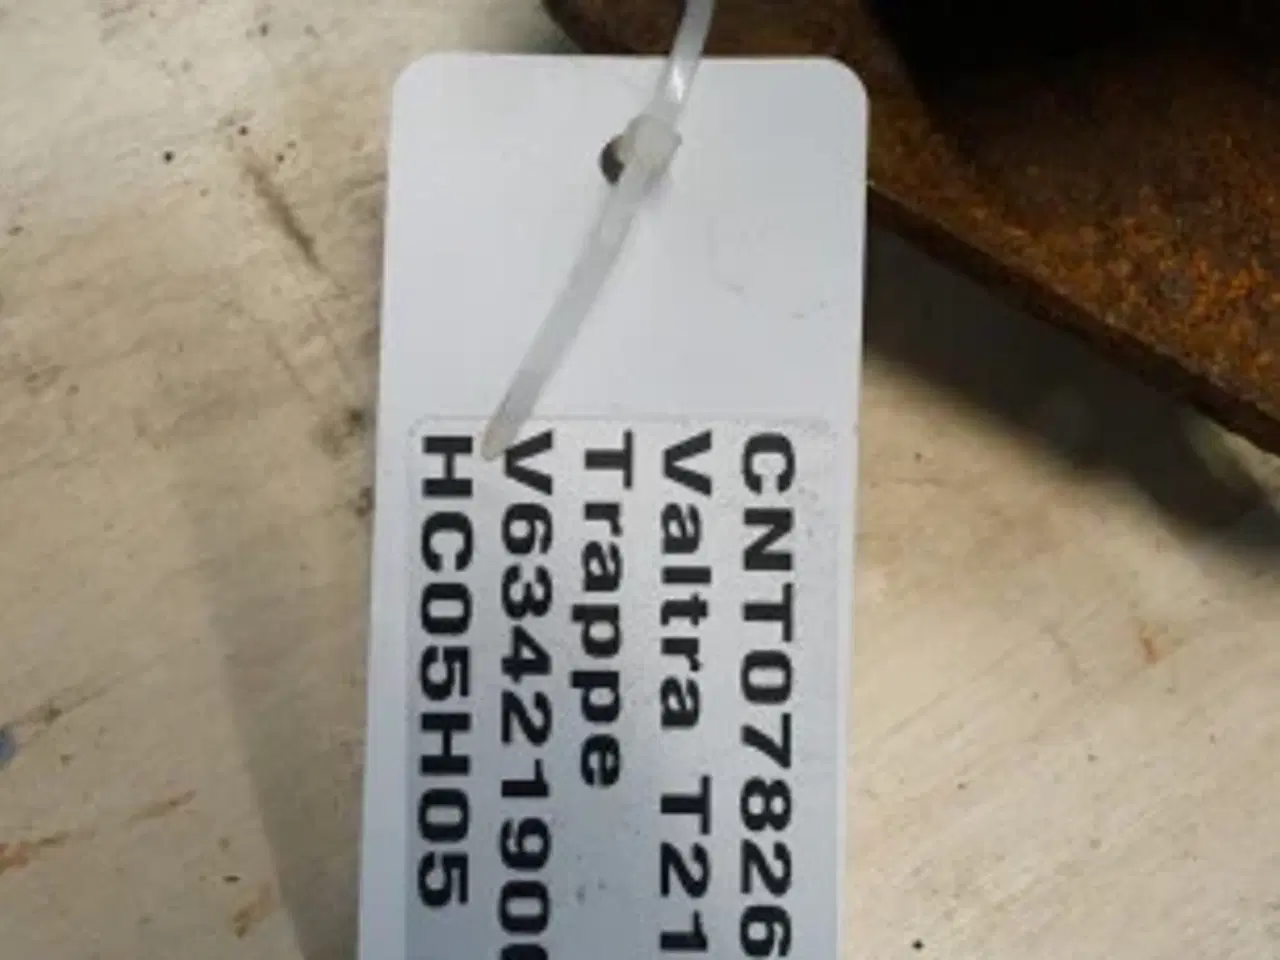 CNT07826
Valtra T21
Trappe
V6342190
HC05H05